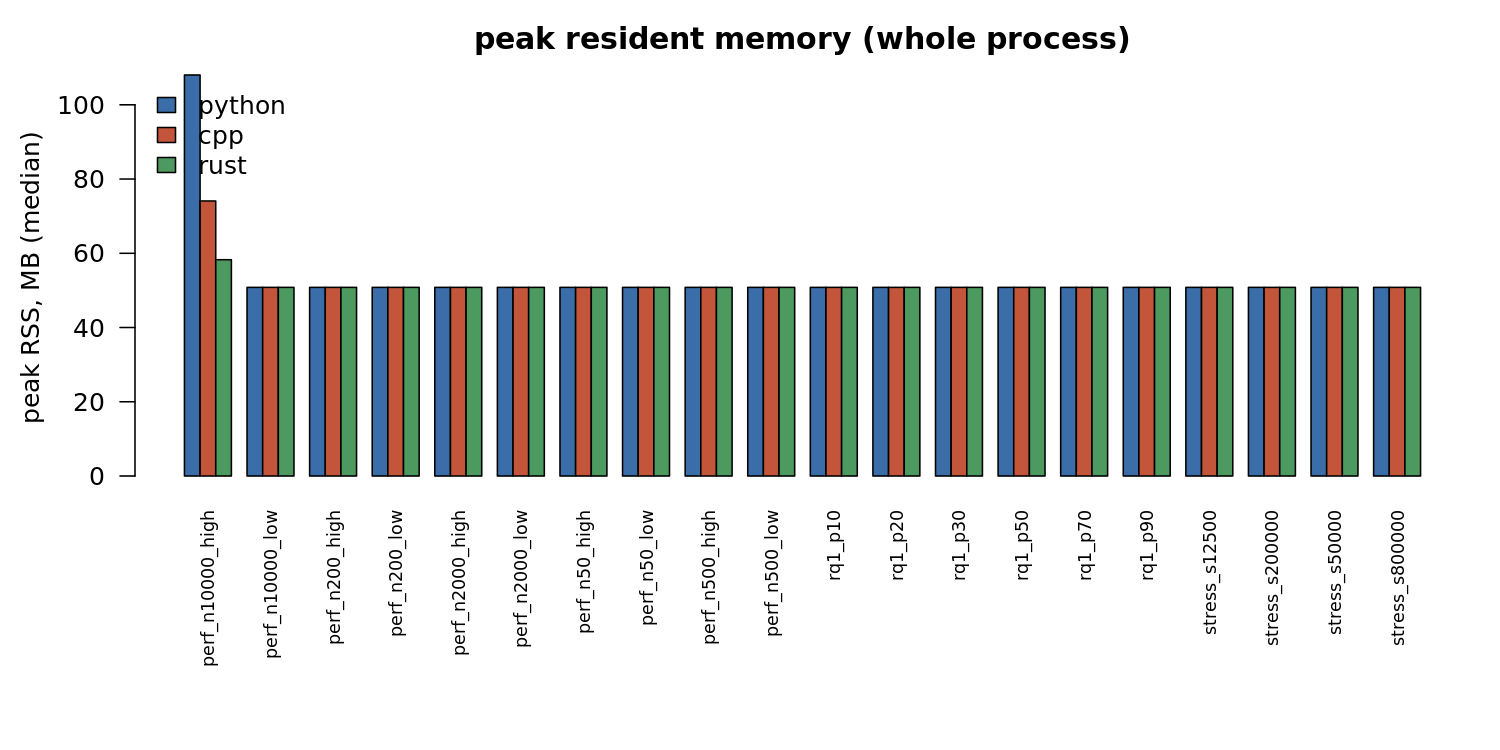 peak resident memory (whole process)
peak RSS, MB (median)
100
80
60
40
20
0
python
cpp
rust
perf_n10000_high
perf_n10000_low
perf_n200_high
perf_n200_low
perf_n2000_high
perf_n2000_low
perf_n50_high
perf_n50_low
perf_n500_high
perf_n500_low
rq1_p10
rq1_p20
rq1_p30
rq1_p50
rq1_p70
rq1_p90
stress_s12500
stress_s200000
stress_s50000
stress_s800000